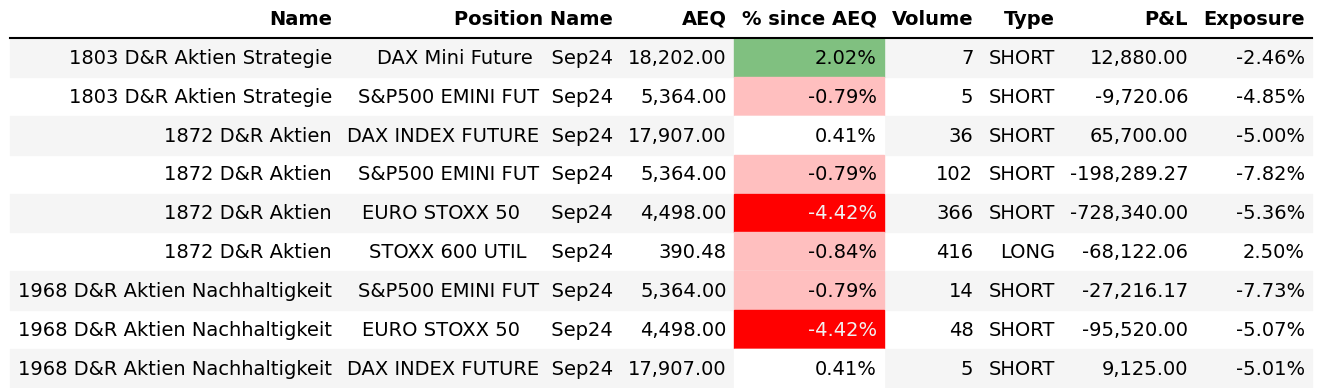 Name Position Name AEQ % since AEQ Volume Type P&L Exposure
1803 D&R Aktien Strategie DAX Mini Future Sep24 18,202.00 2.02% 7 SHORT 12,880.00 -2.46%
1803 D&R Aktien Strategie S&P500 EMINI FUT Sep24 5,364.00 -0.79% 5 SHORT -9,720.06 -4.85%
1872 D&R Aktien DAX INDEX FUTURE Sep24 17,907.00 0.41% 36 SHORT 65,700.00 -5.00%
1872 D&R Aktien S&P500 EMINI FUT Sep24 5,364.00 -0.79% 102 SHORT -198,289.27 -7.82%
1872 D&R Aktien EURO STOXX 50 Sep24 4,498.00 -4.42% 366 SHORT -728,340.00 -5.36%
1872 D&R Aktien STOXX 600 UTIL Sep24 390.48 -0.84% 416 LONG -68,122.06 2.50%
1968 D&R Aktien Nachhaltigkeit S&P500 EMINI FUT Sep24 5,364.00 -0.79% 14 SHORT -27,216.17 -7.73%
1968 D&R Aktien Nachhaltigkeit EURO STOXX 50 Sep24 4,498.00 -4.42% 48 SHORT -95,520.00 -5.07%
1968 D&R Aktien Nachhaltigkeit DAX INDEX FUTURE Sep24 17,907.00 0.41% 5 SHORT 9,125.00 -5.01%